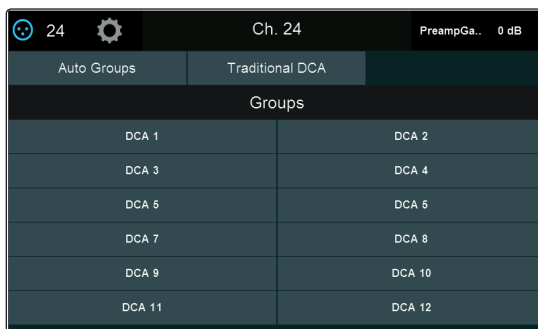 24 Ch. 24 PreampGa.. 0 dB
Auto Groups Traditional DCA
Groups
DCA 1 DCA 2
DCA 3 DCA 4
DCA 5 DCA 5
DCA 7 DCA 8
DCA 9 DCA 10
DCA 11 DCA 12